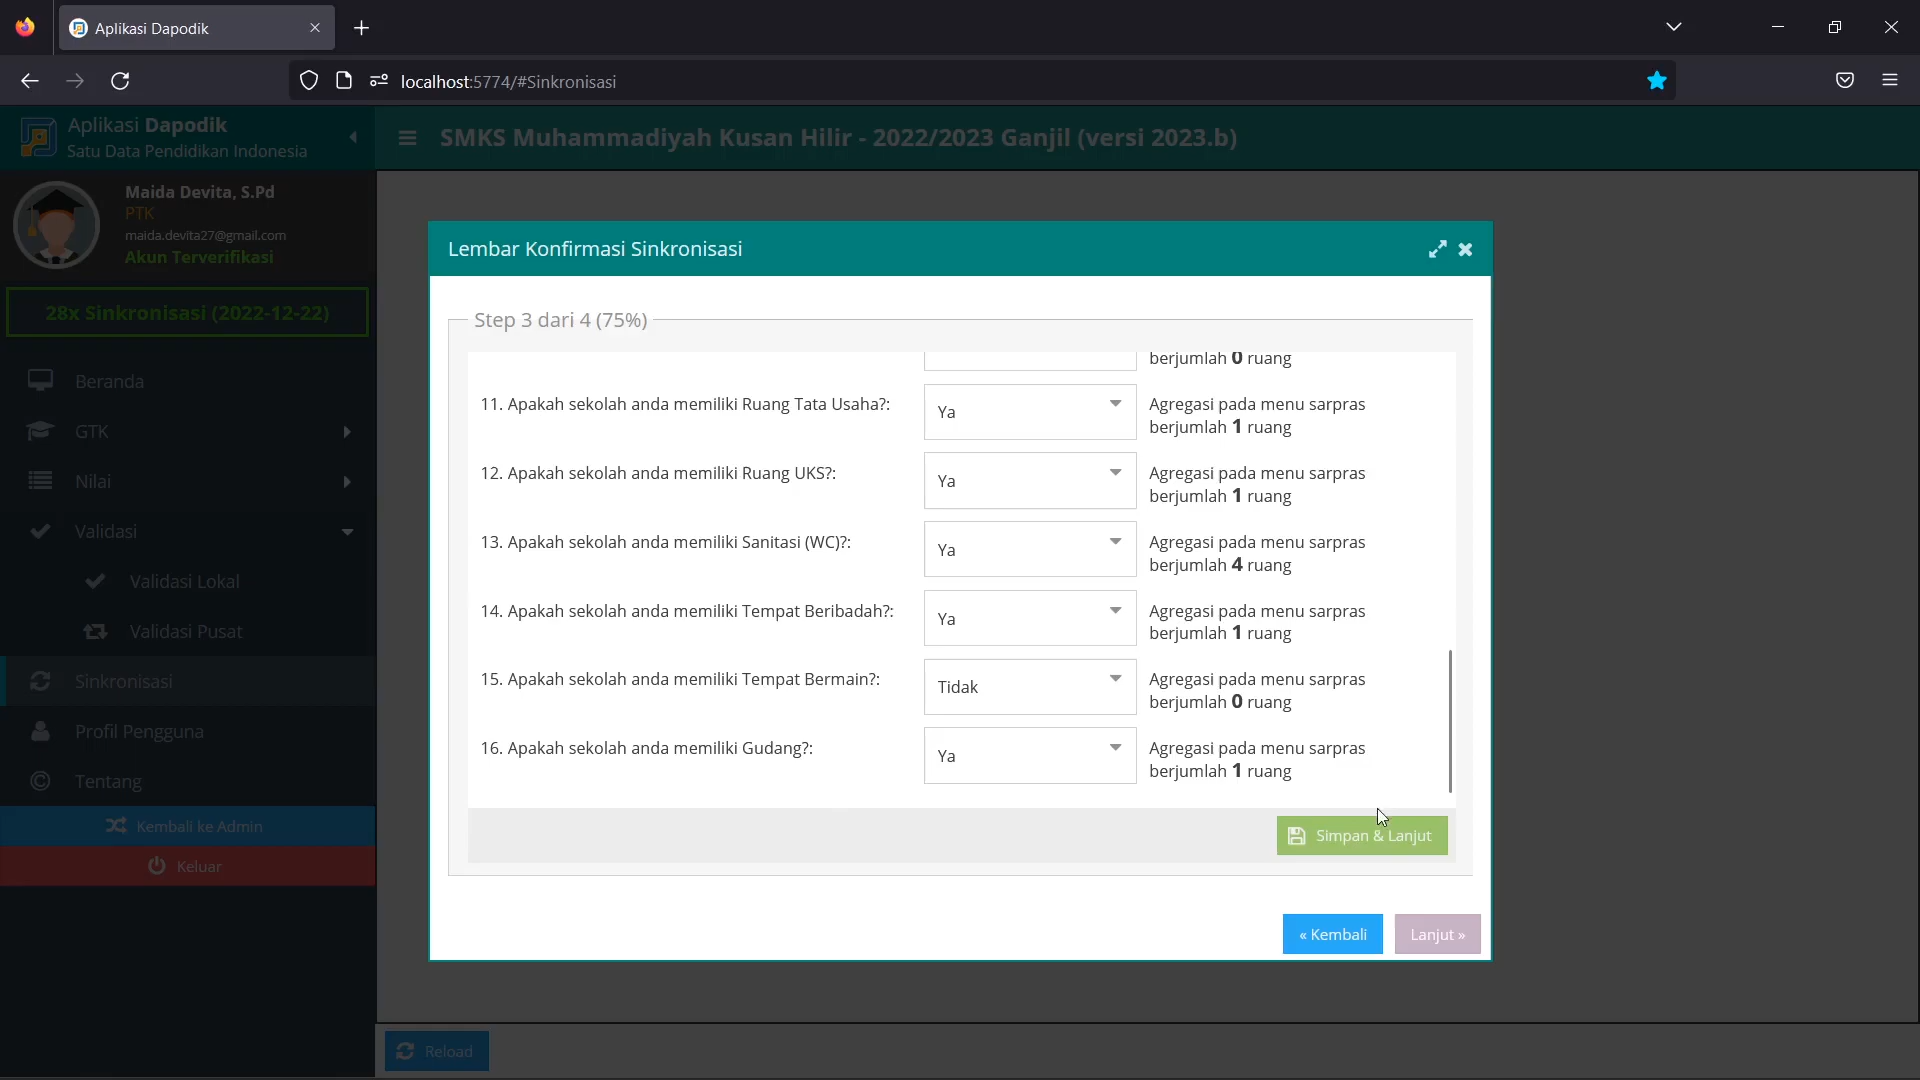 Aplikasi Dapodik
localhost:5774/#Sinkronisasi
Aplikasi Dapodik
Satu Data Pendidikan Indonesia
SMKS Muhammadiyah Kusan Hilir - 2022/2023 Ganjil (versi 2023.b)
Maida Devita, S.Pd
PTK
maida.devita27@gmail.com
Akun Terverifikasi
28x Sinkronisasi (2022-12-22)
Beranda
GTK
Nilai
Validasi
Validasi Lokal
Validasi Pusat
Sinkronisasi
Profil Pengguna
Tentang
Kembali ke Admin
Keluar
Lembar Konfirmasi Sinkronisasi
Step 3 dari 4 (75%)
berjumlah 0 ruang
11. Apakah sekolah anda memiliki Ruang Tata Usaha?:
Ya
Agregasi pada menu sarpras
berjumlah 1 ruang
12. Apakah sekolah anda memiliki Ruang UKS?:
Ya
Agregasi pada menu sarpras
berjumlah 1 ruang
13. Apakah sekolah anda memiliki Sanitasi (WC)?:
Ya
Agregasi pada menu sarpras
berjumlah 4 ruang
14. Apakah sekolah anda memiliki Tempat Beribadah?:
Ya
Agregasi pada menu sarpras
berjumlah 1 ruang
15. Apakah sekolah anda memiliki Tempat Bermain?:
Tidak
Agregasi pada menu sarpras
berjumlah 0 ruang
16. Apakah sekolah anda memiliki Gudang?:
Ya
Agregasi pada menu sarpras
berjumlah 1 ruang
Simpan & Lanjut
« Kembali
Lanjut »
Reload